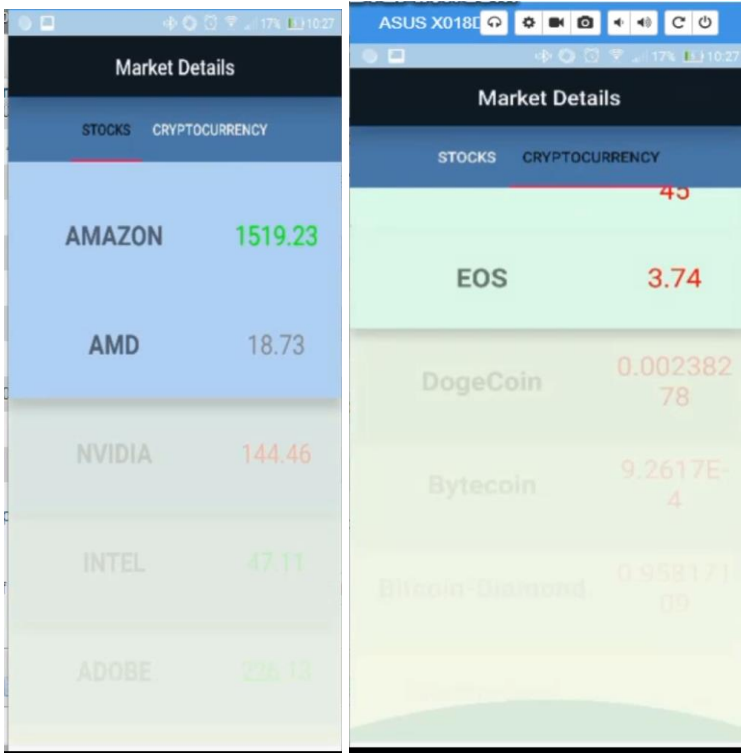 17% 10:27
Market Details
STOCKS CRYPTOCURRENCY
AMAZON 1519.23
AMD 18.73
NVIDIA 144.46
INTEL 47.11
ADOBE
ASUS X018D
17% 10:27
Market Details
STOCKS CRYPTOCURRENCY
45
EOS 3.74
DogeCoin 0.002382
78
Bytecoin 9.2617E-
4
Bitcoin-Diamond 0.958171
09